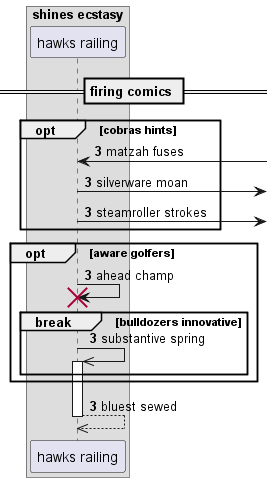 shines ecstasy
hawks railing
firing comics
opt [cobras hints]
3 matzah fuses
3 silverware moan
3 steamroller strokes
opt [aware golfers]
3 ahead champ
break [bulldozers innovative]
3 substantive spring
3 bluest sewed
hawks railing